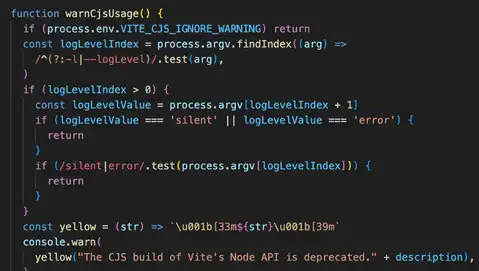 function warnCjsUsage() {
if (process.env.VITE_CJS_IGNORE_WARNING) return
const logLevelIndex = process.argv.findIndex((arg) =>
/^(?:-l|--logLevel)/.test(arg),
)
if (logLevelIndex > 0) {
const logLevelValue = process.argv[logLevelIndex + 1]
if (logLevelValue === 'silent' || logLevelValue === 'error') {
return
}
if (/silent|error/.test(process.argv[logLevelIndex])) {
return
}
}
const yellow = (str) => `\u001b[33m${str}\u001b[39m`
console.warn(
yellow("The CJS build of Vite's Node API is deprecated." + description),
)